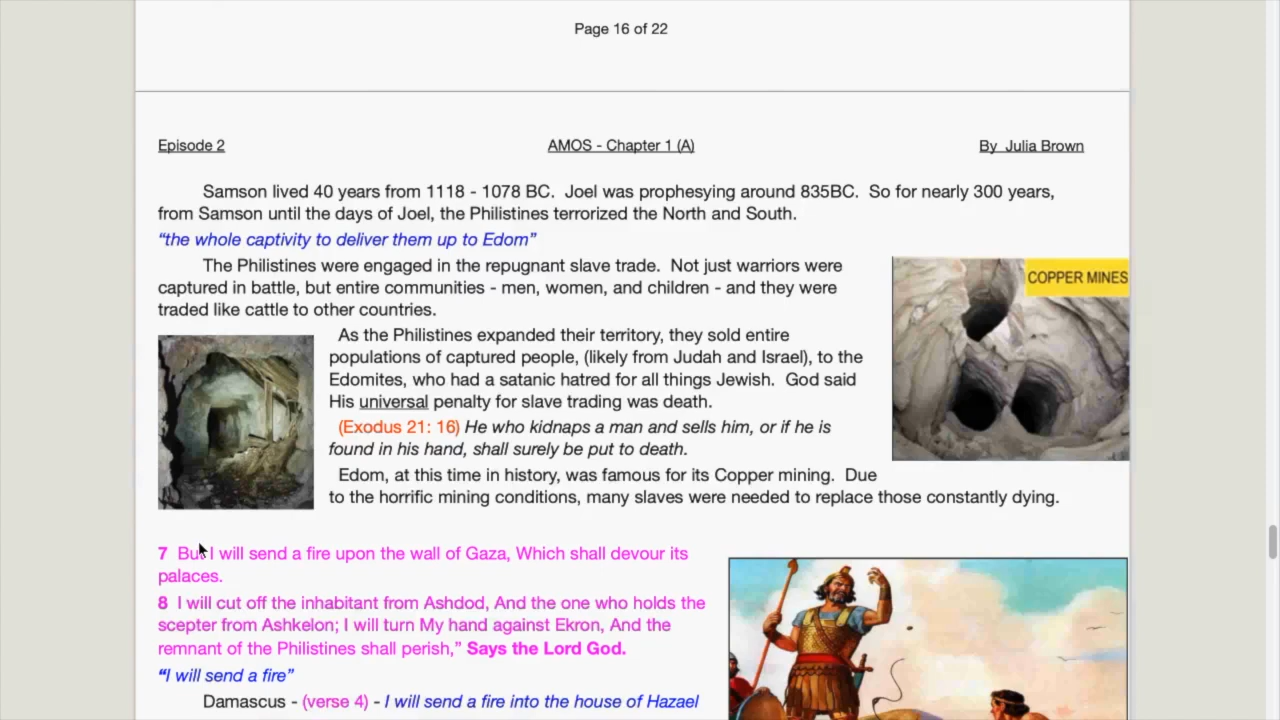 Page 16 of 22
Episode 2
AMOS - Chapter 1 (A)
By Julia Brown
Samson lived 40 years from 1118 - 1078 BC. Joel was prophesying around 835BC. So for nearly 300 years,
from Samson until the days of Joel, the Philistines terrorized the North and South.
“the whole captivity to deliver them up to Edom”
The Philistines were engaged in the repugnant slave trade. Not just warriors were
captured in battle, but entire communities - men, women, and children - and they were
traded like cattle to other countries.
COPPER MINES
As the Philistines expanded their territory, they sold entire
populations of captured people, (likely from Judah and Israel), to the
Edomites, who had a satanic hatred for all things Jewish. God said
His universal penalty for slave trading was death.
(Exodus 21: 16) He who kidnaps a man and sells him, or if he is
found in his hand, shall surely be put to death.
Edom, at this time in history, was famous for its Copper mining. Due
to the horrific mining conditions, many slaves were needed to replace those constantly dying.
7 But I will send a fire upon the wall of Gaza, Which shall devour its
palaces.
8 I will cut off the inhabitant from Ashdod, And the one who holds the
scepter from Ashkelon; I will turn My hand against Ekron, And the
remnant of the Philistines shall perish,” Says the Lord God.
“I will send a fire”
Damascus - (verse 4) - I will send a fire into the house of Hazael